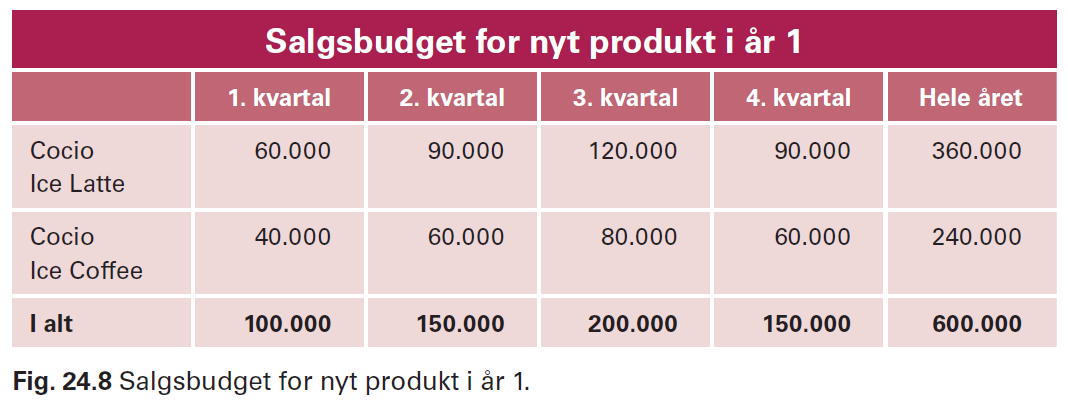 Salgsbudget for nyt produkt i år 1
1. kvartal 2. kvartal 3. kvartal 4. kvartal Hele året
Cocio 60.000 90.000 120.000 90.000 360.000
Ice Latte
Cocio 40.000 60.000 80.000 60.000 240.000
Ice Coffee
I alt 100.000 150.000 200.000 150.000 600.000
Fig. 24.8 Salgsbudget for nyt produkt i år 1.